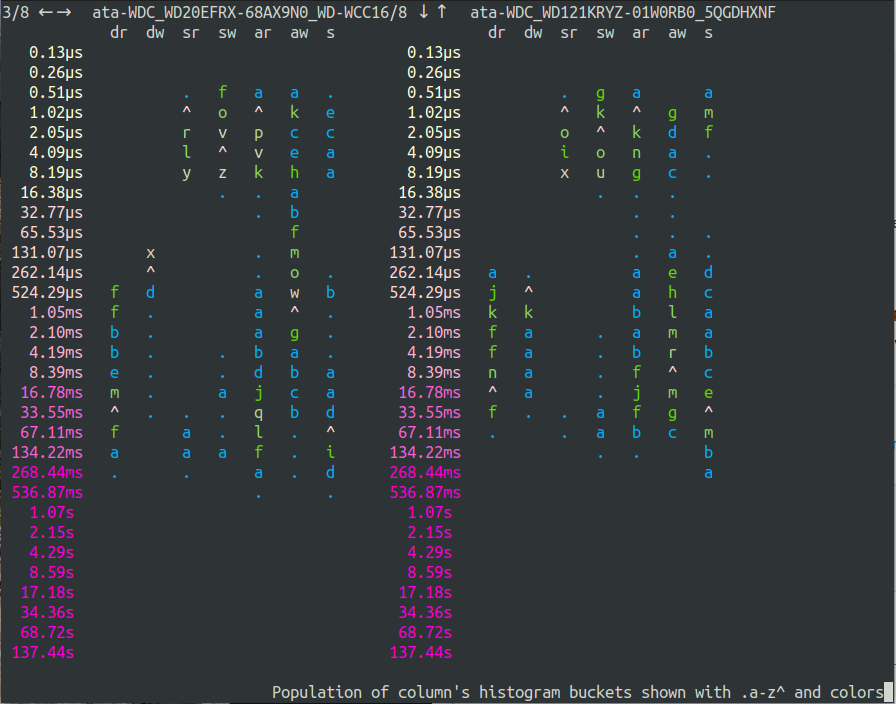 3/8 ←→  ata-WDC_WD20EFRX-68AX9N0_WD-WCC16/8 ↓↑  ata-WDC_WD121KRYZ-01W0RB0_5QGDHXNF
dr dw sr sw ar aw s dr dw sr sw ar aw s
0.13µs 0.13µs
0.26µs 0.26µs
0.51µs . f a a . 0.51µs . g a a
1.02µs ^ o ^ k e 1.02µs ^ k ^ g m
2.05µs r v p c c 2.05µs o ^ k d f
4.09µs l ^ v e a 4.09µs i o n a .
8.19µs y z k h a 8.19µs x u g c .
16.38µs . . a 16.38µs . . .
32.77µs . b 32.77µs . .
65.53µs f 65.53µs . . .
131.07µs x . m 131.07µs . a .
262.14µs ^ . o . 262.14µs a . a e d
524.29µs f d a w b 524.29µs j ^ a h c
1.05ms f . a ^ . 1.05ms k k b l a
2.10ms b . a g . 2.10ms f a . a m a
4.19ms b . . b a . 4.19ms f a . b r b
8.39ms e . . d b a 8.39ms n a . f ^ c
16.78ms m . a j c a 16.78ms ^ a . j m e
33.55ms ^ . . . q b d 33.55ms f . . a f g ^
67.11ms f a . l . ^ 67.11ms . . a b c m
134.22ms a a a f . i 134.22ms . . b
268.44ms . . a . d 268.44ms a
536.87ms . . 536.87ms
1.07s 1.07s
2.15s 2.15s
4.29s 4.29s
8.59s 8.59s
17.18s 17.18s
34.36s 34.36s
68.72s 68.72s
137.44s 137.44s
Population of column's histogram buckets shown with .a-z^ and colors